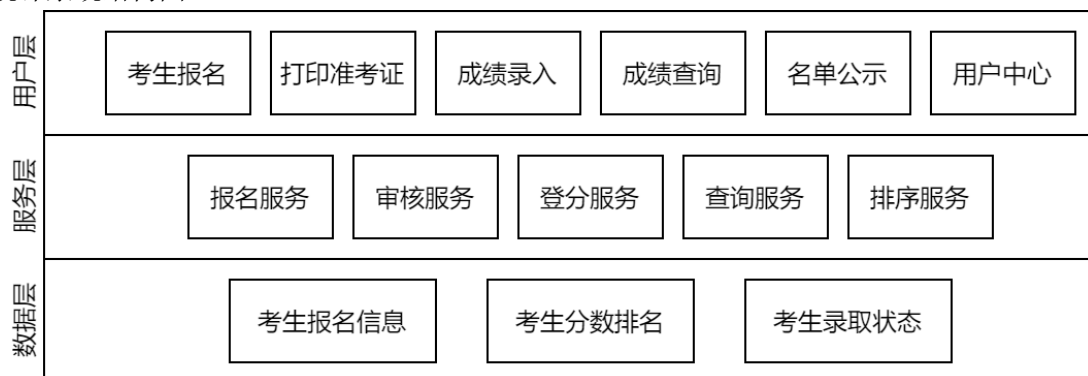 用户层
考生报名
打印准考证
成绩录入
成绩查询
名单公示
用户中心
服务层
报名服务
审核服务
登分服务
查询服务
排序服务
数据层
考生报名信息
考生分数排名
考生录取状态